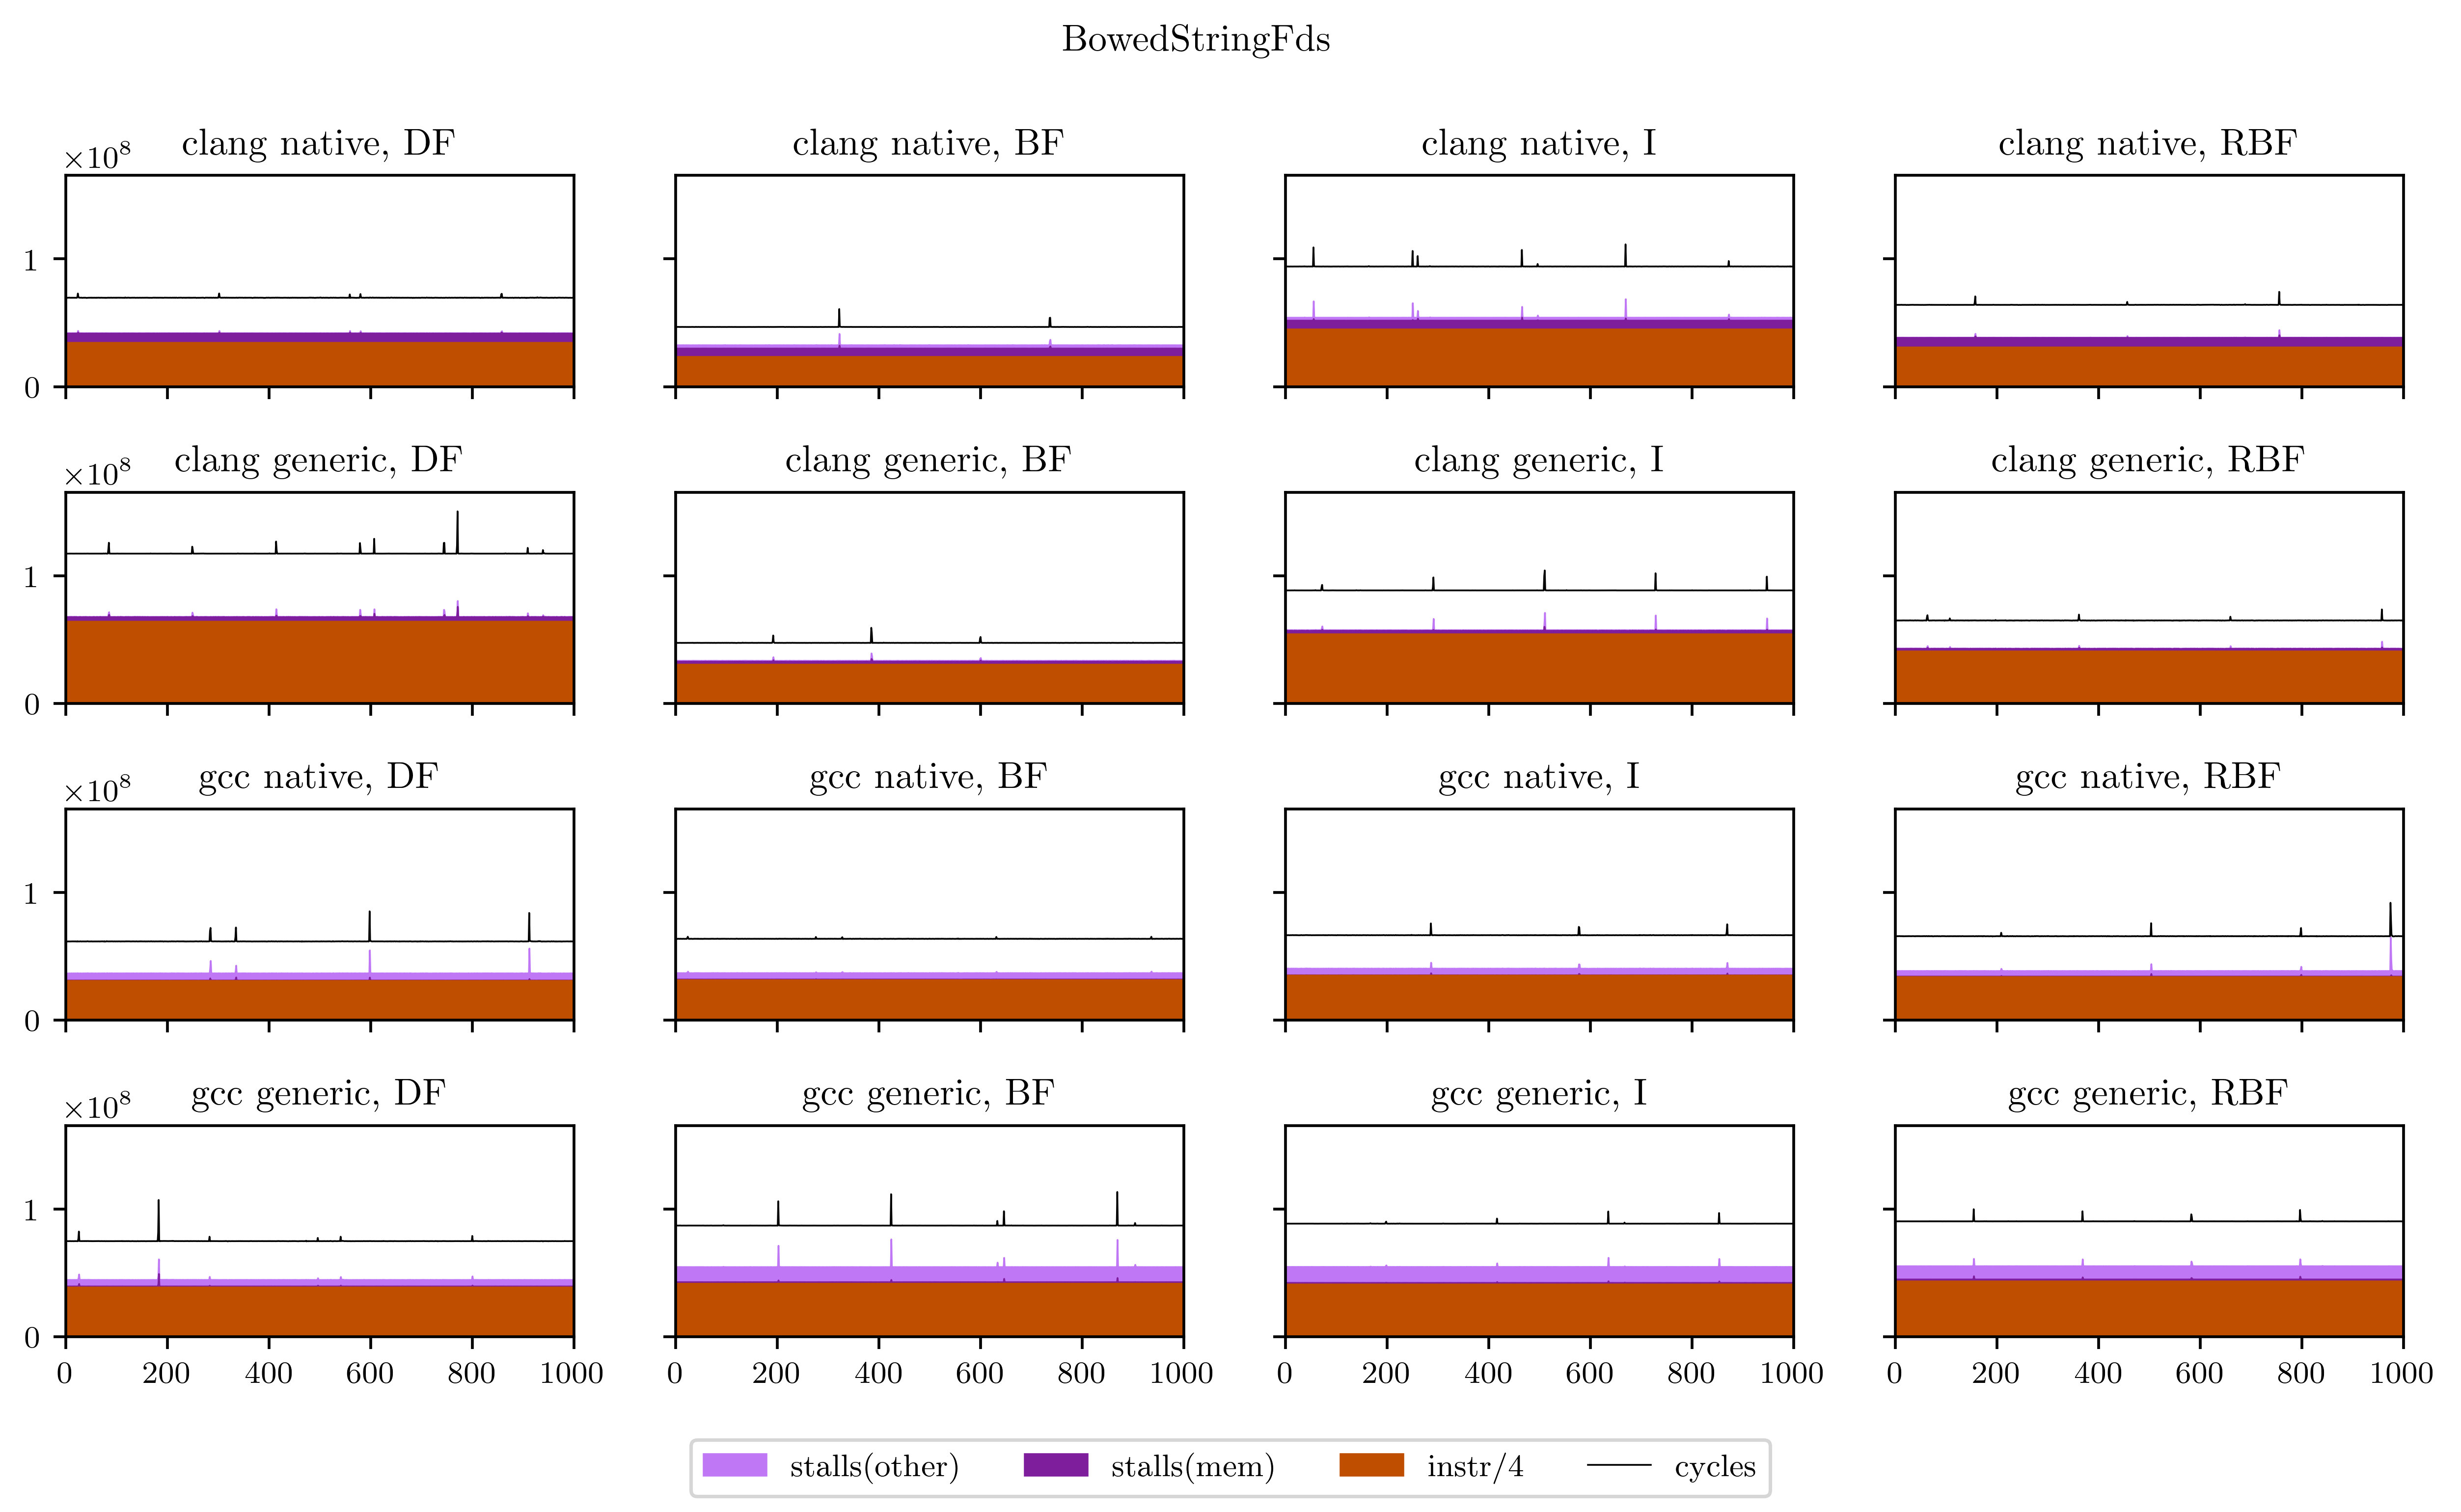 BowedStringFds
clang native, DF
clang native, BF
clang native, I
clang native, RBF
×10⁸
1
0
clang generic, DF
clang generic, BF
clang generic, I
clang generic, RBF
×10⁸
1
0
gcc native, DF
gcc native, BF
gcc native, I
gcc native, RBF
×10⁸
1
0
gcc generic, DF
gcc generic, BF
gcc generic, I
gcc generic, RBF
×10⁸
1
0
0 200 400 600 800 1000
0 200 400 600 800 1000
0 200 400 600 800 1000
0 200 400 600 800 1000
stalls(other) stalls(mem) instr/4 cycles